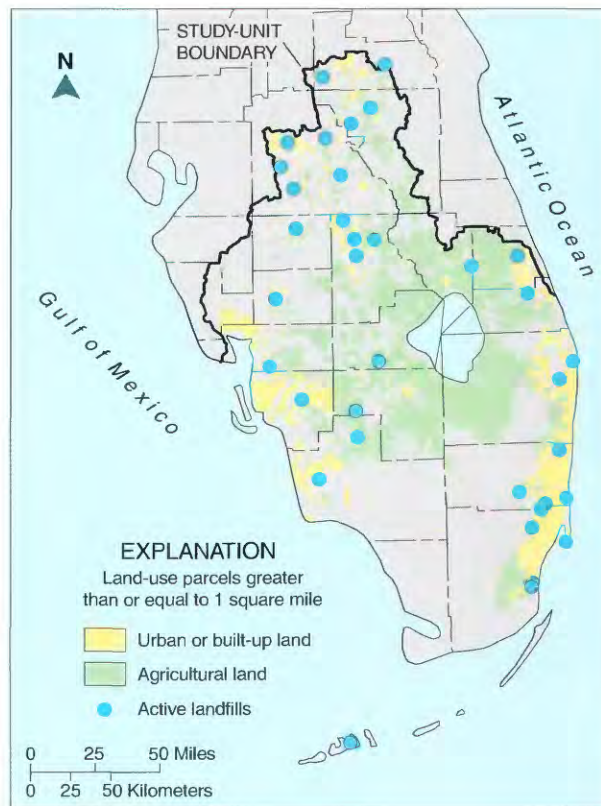 STUDY-UNIT
BOUNDARY
N
Atlantic Ocean
Gulf of Mexico
EXPLANATION
Land-use parcels greater
than or equal to 1 square mile
Urban or built-up land
Agricultural land
Active landfills
0 25 50 Miles
0 25 50 Kilometers